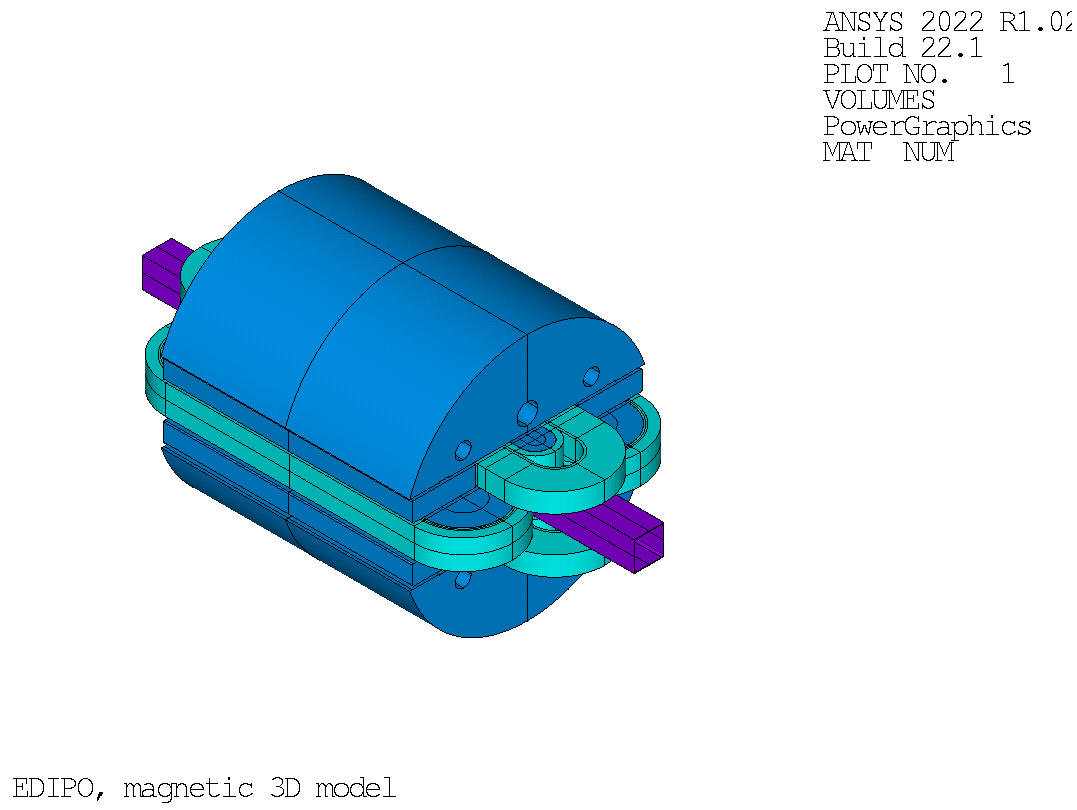 ANSYS 2022 R1.02
Build 22.1
PLOT NO.   1
VOLUMES
PowerGraphics
MAT  NUM
EDIPO, magnetic 3D model